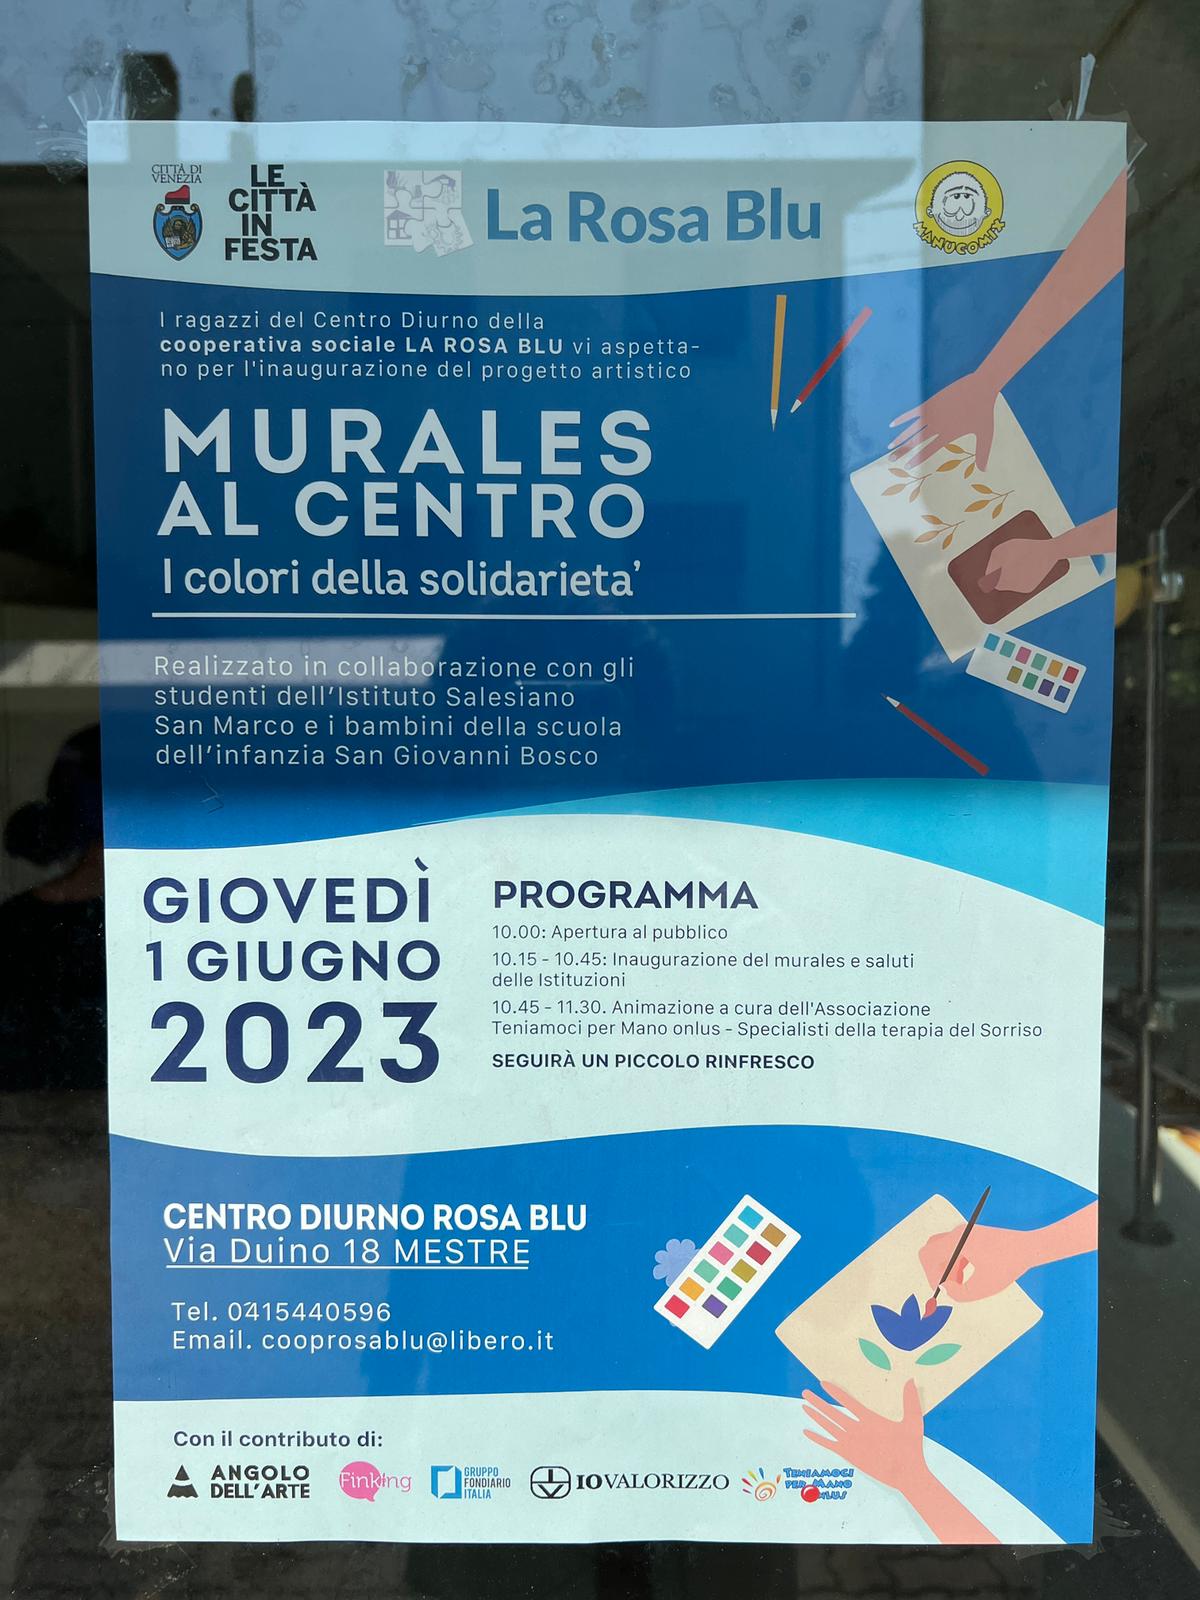 CITTÀ DI
VENEZIA
LE
CITTÀ
IN
FESTA
La Rosa Blu
MANUCOMIX
I ragazzi del Centro Diurno della
cooperativa sociale LA ROSA BLU vi aspetta-
no per l'inaugurazione del progetto artistico
MURALES
AL CENTRO
I colori della solidarieta'
Realizzato in collaborazione con gli
studenti dell'Istituto Salesiano
San Marco e i bambini della scuola
dell'infanzia San Giovanni Bosco
GIOVEDÌ
1 GIUGNO
2023
PROGRAMMA
10.00: Apertura al pubblico
10.15 - 10.45: Inaugurazione del murales e saluti
delle Istituzioni
10.45 - 11.30. Animazione a cura dell'Associazione
Teniamoci per Mano onlus - Specialisti della terapia del Sorriso
SEGUIRÀ UN PICCOLO RINFRESCO
CENTRO DIURNO ROSA BLU
Via Duino 18 MESTRE
Tel. 0415440596
Email. cooprosablu@libero.it
Con il contributo di:
ANGOLO
DELL'ARTE
Finking
GRUPPO
FONDIARIO
ITALIA
IOVALORIZZO
TENIAMOCI
PER MANO
ONLUS